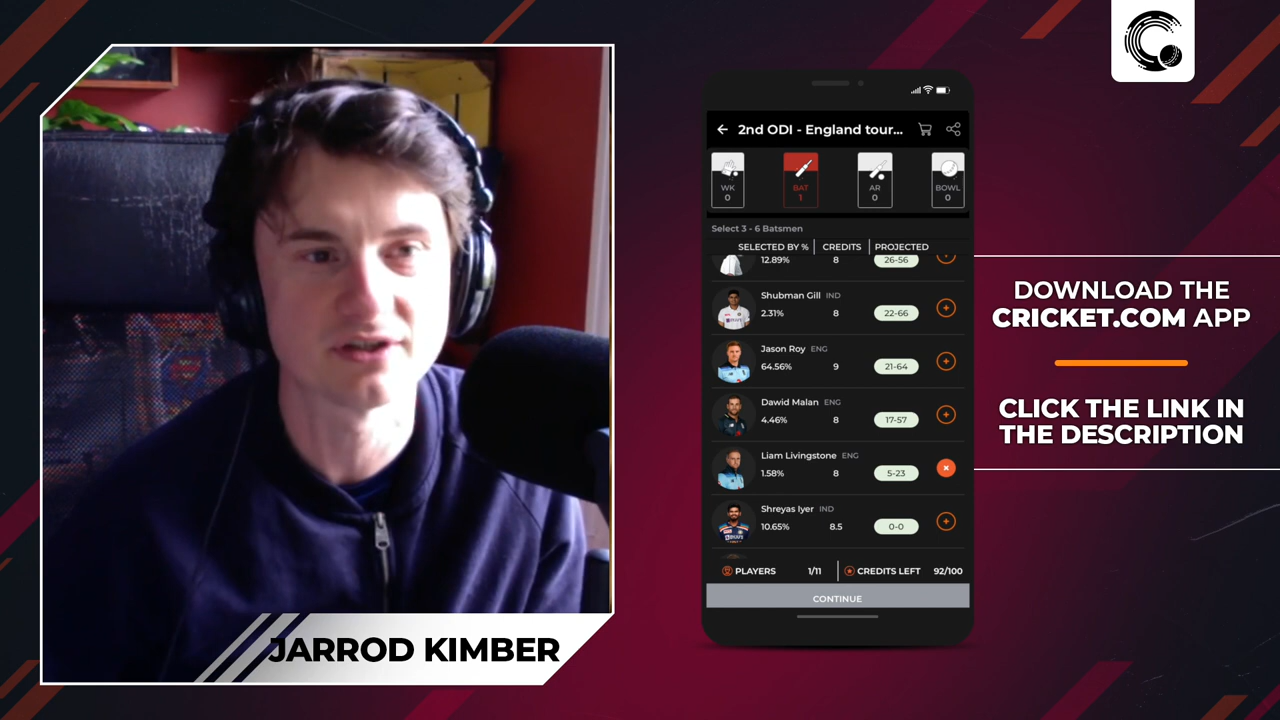 JARROD KIMBER
2nd ODI - England tour...
WK
0
BAT
1
AR
0
BOWL
0
Select 3 - 6 Batsmen
SELECTED BY % CREDITS PROJECTED
12.89% 8 26-56
Shubman Gill IND
2.31% 8 22-66
Jason Roy ENG
64.56% 9 21-64
Dawid Malan ENG
4.46% 8 17-57
Liam Livingstone ENG
1.58% 8 5-23
Shreyas Iyer IND
10.65% 8.5 0-0
PLAYERS 1/11 CREDITS LEFT 92/100
CONTINUE
DOWNLOAD THE
CRICKET.COM APP
CLICK THE LINK IN
THE DESCRIPTION